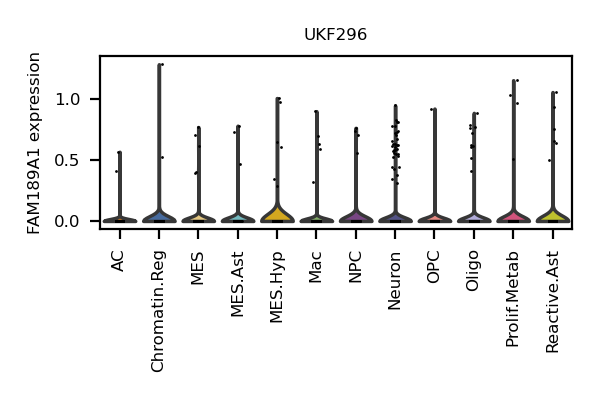 UKF296
FAM189A1 expression
1.0
0.5
0.0
AC
Chromatin.Reg
MES
MES.Ast
MES.Hyp
Mac
NPC
Neuron
OPC
Oligo
Prolif.Metab
Reactive.Ast